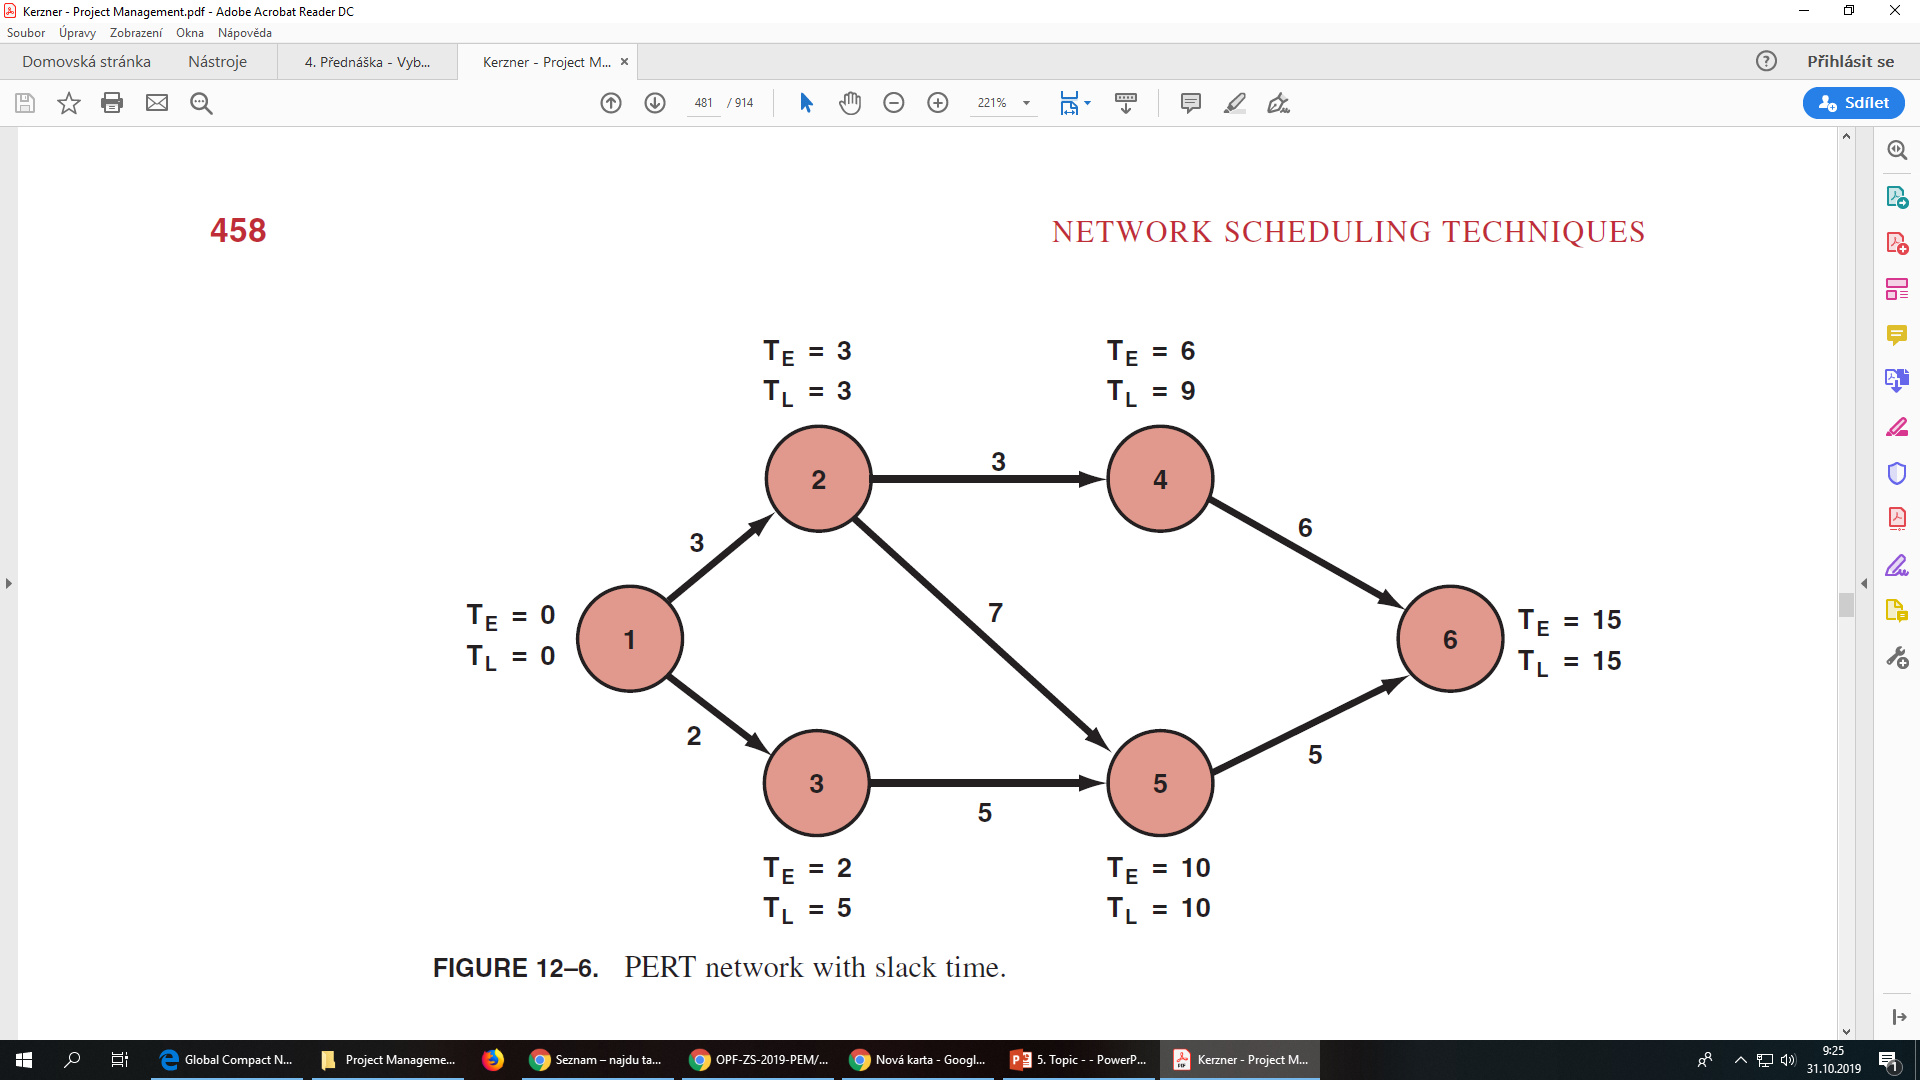 Kerzner - Project Management.pdf - Adobe Acrobat Reader DC
Soubor Úpravy Zobrazení Okna Nápověda
Domovská stránka Nástroje 4. Přednáška - Vyb... Kerzner - Project M... × ? Přihlásit se
481 / 914 221% Sdílet
458 NETWORK SCHEDULING TECHNIQUES
TE = 3 TE = 6
TL = 3 TL = 9
3
2 4
6
3
7
TE = 0 TE = 15
1 6
TL = 0 TL = 15
2 5
3 5
5
TE = 2 TE = 10
TL = 5 TL = 10
FIGURE 12–6. PERT network with slack time.
Global Compact N... Project Manageme... Seznam – najdu ta... OPF-ZS-2019-PEM/... Nová karta - Googl... 5. Topic - - PowerP... Kerzner - Project M... 9:25
31.10.2019 1